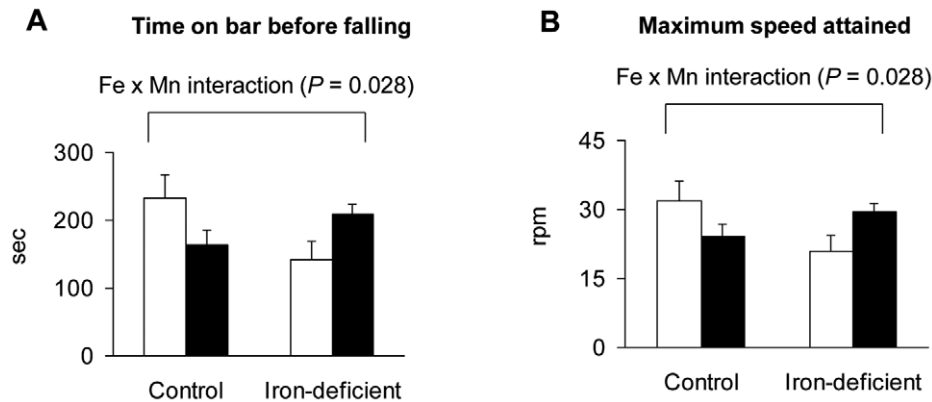 A Time on bar before falling
Fe x Mn interaction (P = 0.028)
300
200
100
0
sec
Control Iron-deficient
B Maximum speed attained
Fe x Mn interaction (P = 0.028)
45
30
15
0
rpm
Control Iron-deficient